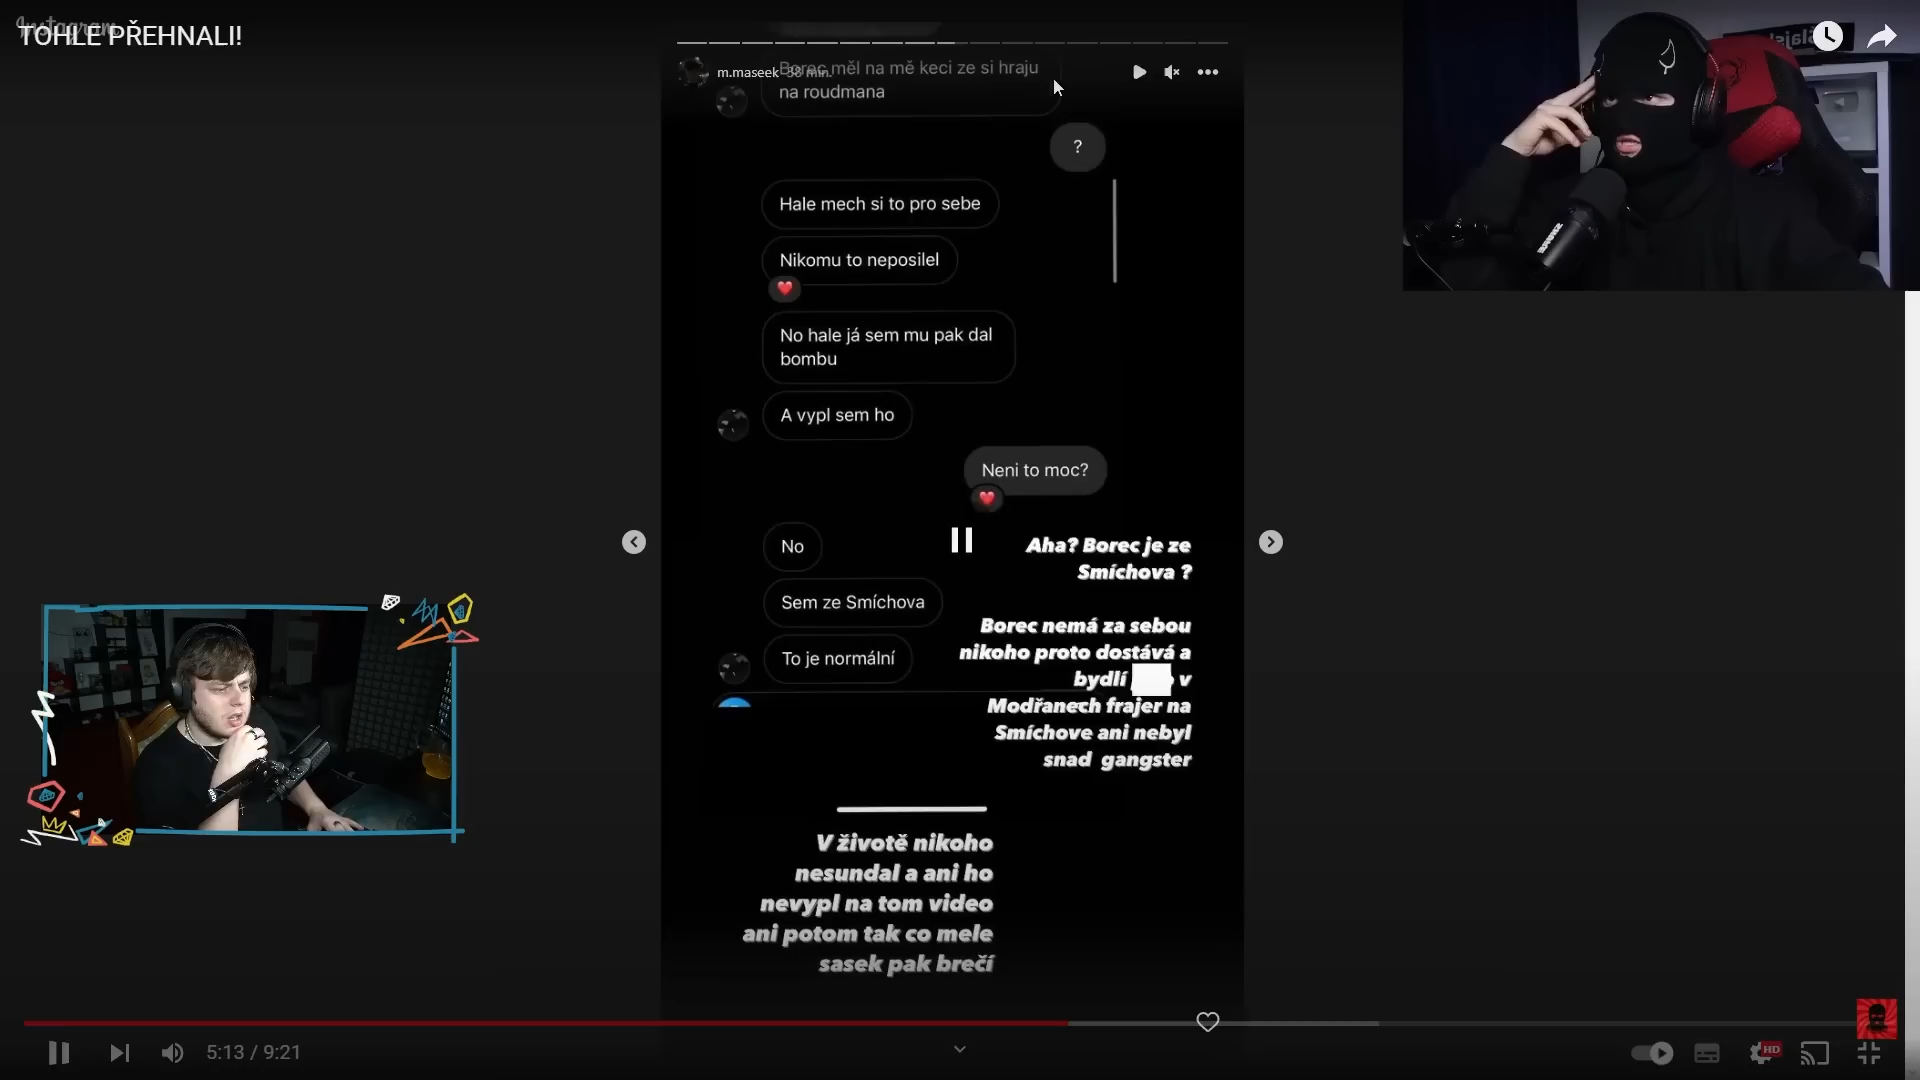 Instagram
TOHLE PŘEHNALI!
m.maseek 38 min.
Borec měl na mě keci ze si hraju
na roudmana
?
Hale mech si to pro sebe
Nikomu to neposilel
No hale já sem mu pak dal
bombu
A vypl sem ho
Neni to moc?
No
Sem ze Smíchova
To je normální
Aha? Borec je ze
Smíchova ?
Borec nemá za sebou
nikoho proto dostává a
bydlí v
Modřanech frajer na
Smíchove ani nebyl
snad gangster
V životě nikoho
nesundal a ani ho
nevypl na tom video
ani potom tak co mele
sasek pak brečí
5:13 / 9:21
HD